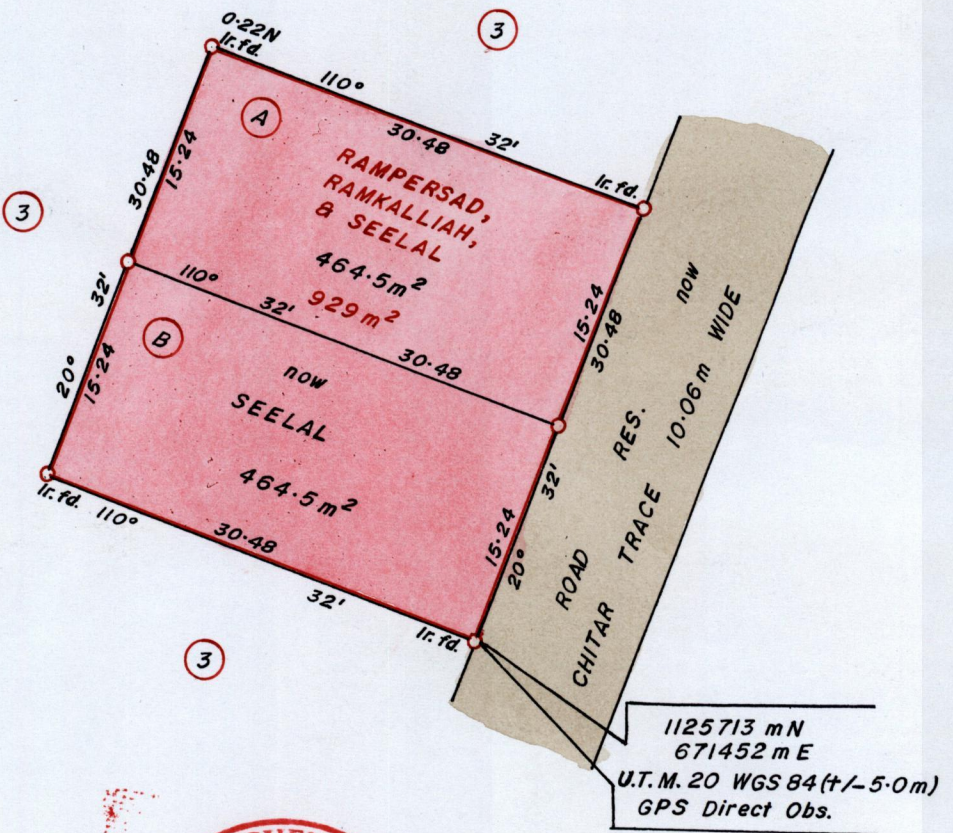 3
0·22N
Ir.fd.
110°
30·48
32'
A
RAMPERSAD,
RAMKALLIAH,
& SEELAL
464·5m²
929m²
Ir.fd.
30·48
15·24
3
15·24
30·48
now
10·06m WIDE
110°
32'
30·48
32'
20°
15·24
B
now
SEELAL
464·5m²
32'
15·24
20°
ROAD RES.
CHITAR TRACE
Ir.fd.
110°
30·48
32'
Ir.fd.
3
1125713 mN
671452 mE
U.T.M. 20 WGS 84 (+/-5·0m)
GPS Direct Obs.